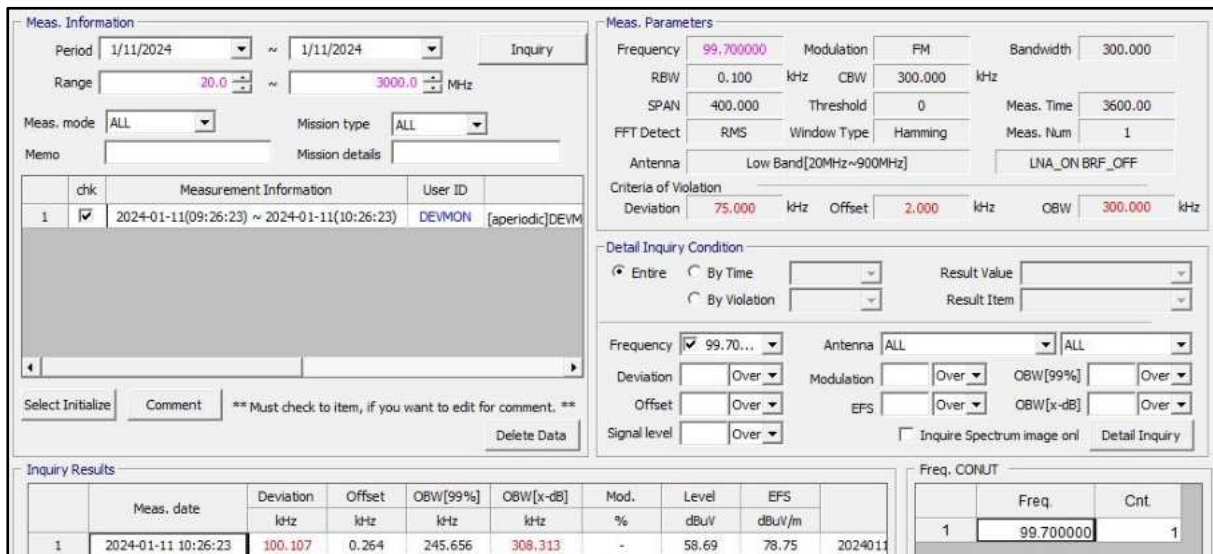 Meas. Information
Period 1/11/2024 ~ 1/11/2024 Inquiry
Range 20.0 ~ 3000.0 MHz
Meas. mode ALL Mission type ALL
Memo Mission details
chk Measurement Information User ID
1 2024-01-11(09:26:23) ~ 2024-01-11(10:26:23) DEVMON [aperiodic]DEVM
Select Initialize Comment ** Must check to item, if you want to edit for comment. **
Delete Data
Meas. Parameters
Frequency 99.700000 Modulation FM Bandwidth 300.000
RBW 0.100 kHz CBW 300.000 kHz
SPAN 400.000 Threshold 0 Meas. Time 3600.00
FFT Detect RMS Window Type Hamming Meas. Num 1
Antenna Low Band[20MHz~900MHz] LNA_ON BRF_OFF
Criteria of Violation
Deviation 75.000 kHz Offset 2.000 kHz OBW 300.000 kHz
Detail Inquiry Condition
Entire By Time Result Value
By Violation Result Item
Frequency 99.70... Antenna ALL ALL
Deviation Over Modulation Over OBW[99%] Over
Offset Over EFS Over OBW[x-dB] Over
Signal level Over Inquire Spectrum image onl Detail Inquiry
Inquiry Results
Meas. date Deviation Offset OBW[99%] OBW[x-dB] Mod. Level EFS
kHz kHz kHz kHz % dBuV dBuV/m
1 2024-01-11 10:26:23 100.107 0.264 245.656 308.313 - 58.69 78.75 2024011
Freq. CONUT
Freq. Cnt.
1 99.700000 1